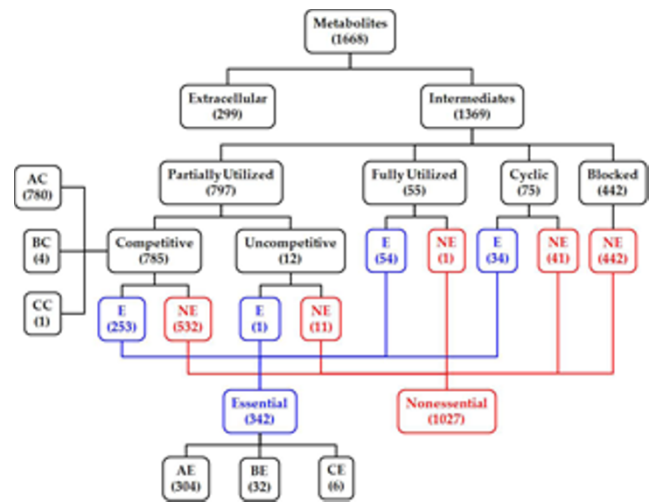 Metabolites
(1668)
Extracellular
(299)
Intermediates
(1369)
Partially Utilized
(797)
Fully Utilized
(55)
Cyclic
(75)
Blocked
(442)
AC
(780)
BC
(4)
CC
(1)
Competitive
(785)
Uncompetitive
(12)
E
(54)
NE
(1)
E
(34)
NE
(41)
NE
(442)
E
(253)
NE
(532)
E
(1)
NE
(11)
Essential
(342)
Nonessential
(1027)
AE
(304)
BE
(32)
CE
(6)